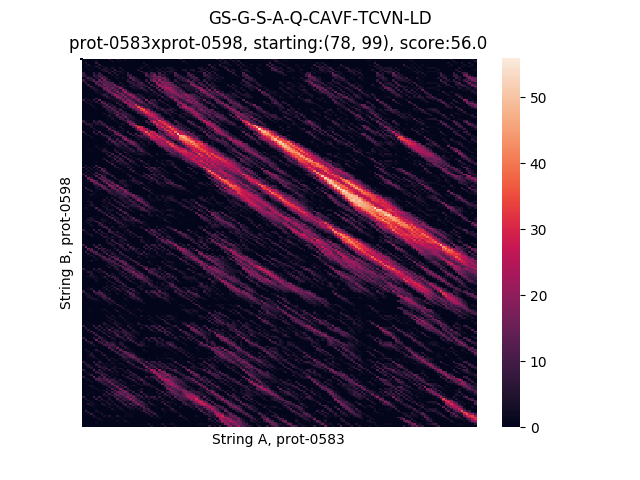 GS-G-S-A-Q-CAVF-TCVN-LD
prot-0583xprot-0598, starting:(78, 99), score:56.0
String B, prot-0598
String A, prot-0583
50
40
30
20
10
0